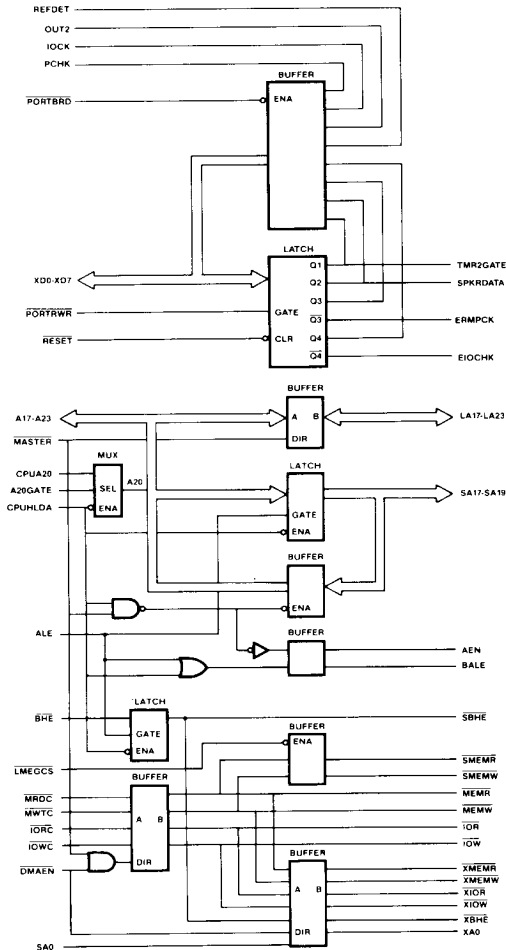 REFDET
OUT2
IOCK
PCHK
BUFFER
PORTBRD
ENA
LATCH
XD0-XD7
Q1
TMR2GATE
Q2
SPKRDATA
Q3
PORTRWR
GATE
Q3
ERMPCK
RESET
CLR
Q4
Q4
EIOCHK
BUFFER
A17-A23
A B
LA17-LA23
MASTER
DIR
MUX
LATCH
CPUA20
A20GATE
SEL
A20
SA17-SA19
CPUHLDA
ENA
GATE
ENA
BUFFER
ENA
ALE
BUFFER
AEN
BALE
LATCH
BHE
SBHE
GATE
BUFFER
ENA
ENA
LMEGCS
SMEMR
BUFFER
SMEMW
MRDC
MEMR
MWTC
A B
MEMW
IORC
IOR
IOWC
IOW
DIR
BUFFER
DMAEN
XMEMR
A B
XMEMW
XIOR
XIOW
XBHE
DIR
XA0
SA0